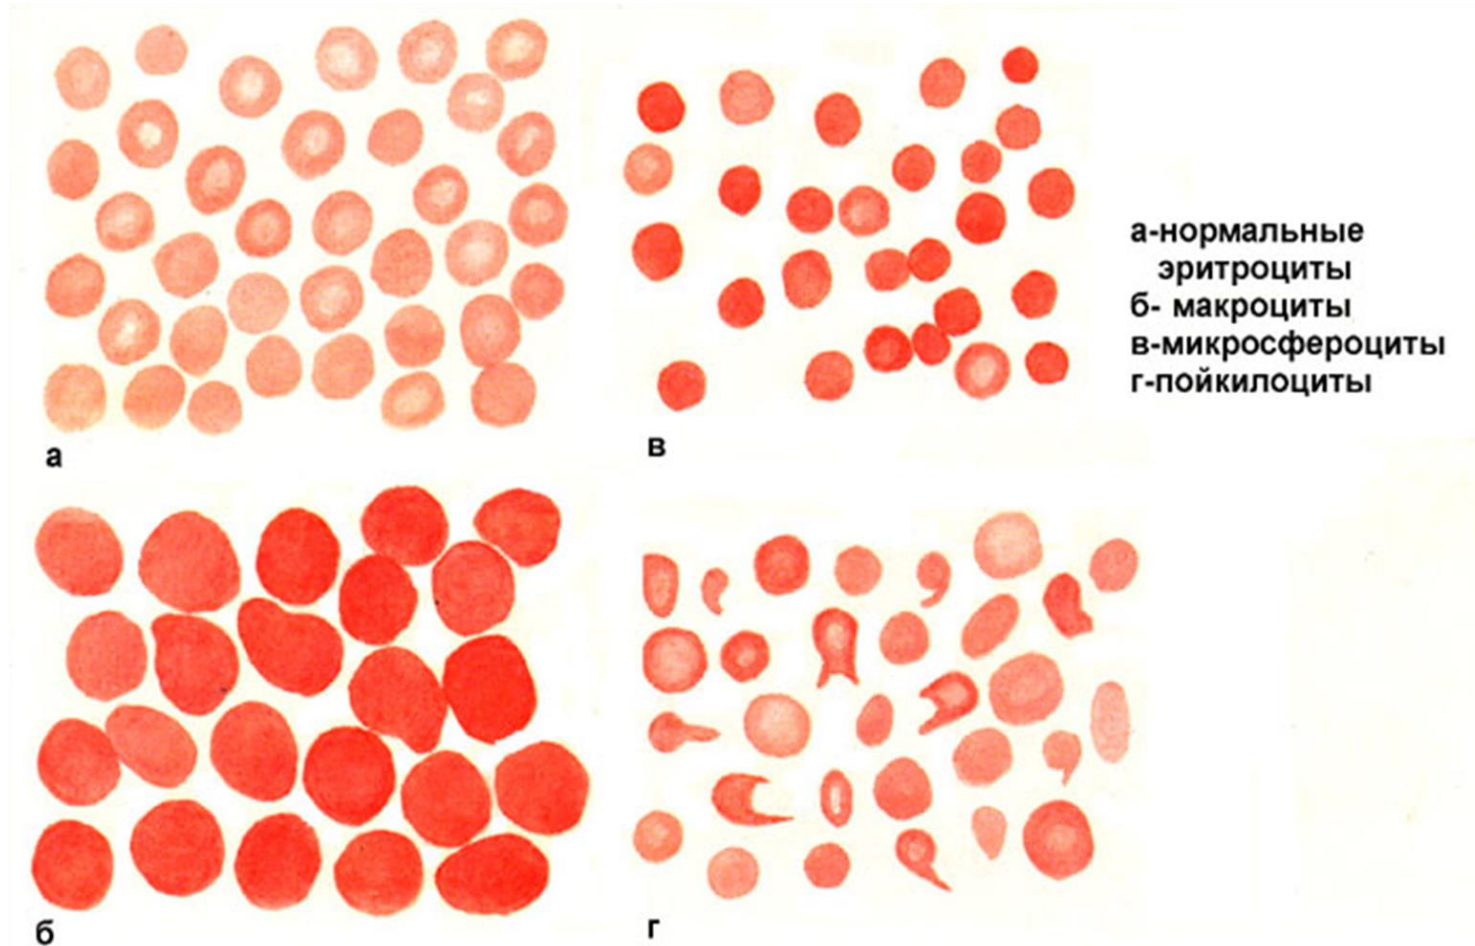 а-нормальные
эритроциты
б- макроциты
в-микросфероциты
г-пойкилоциты
а
в
б
г